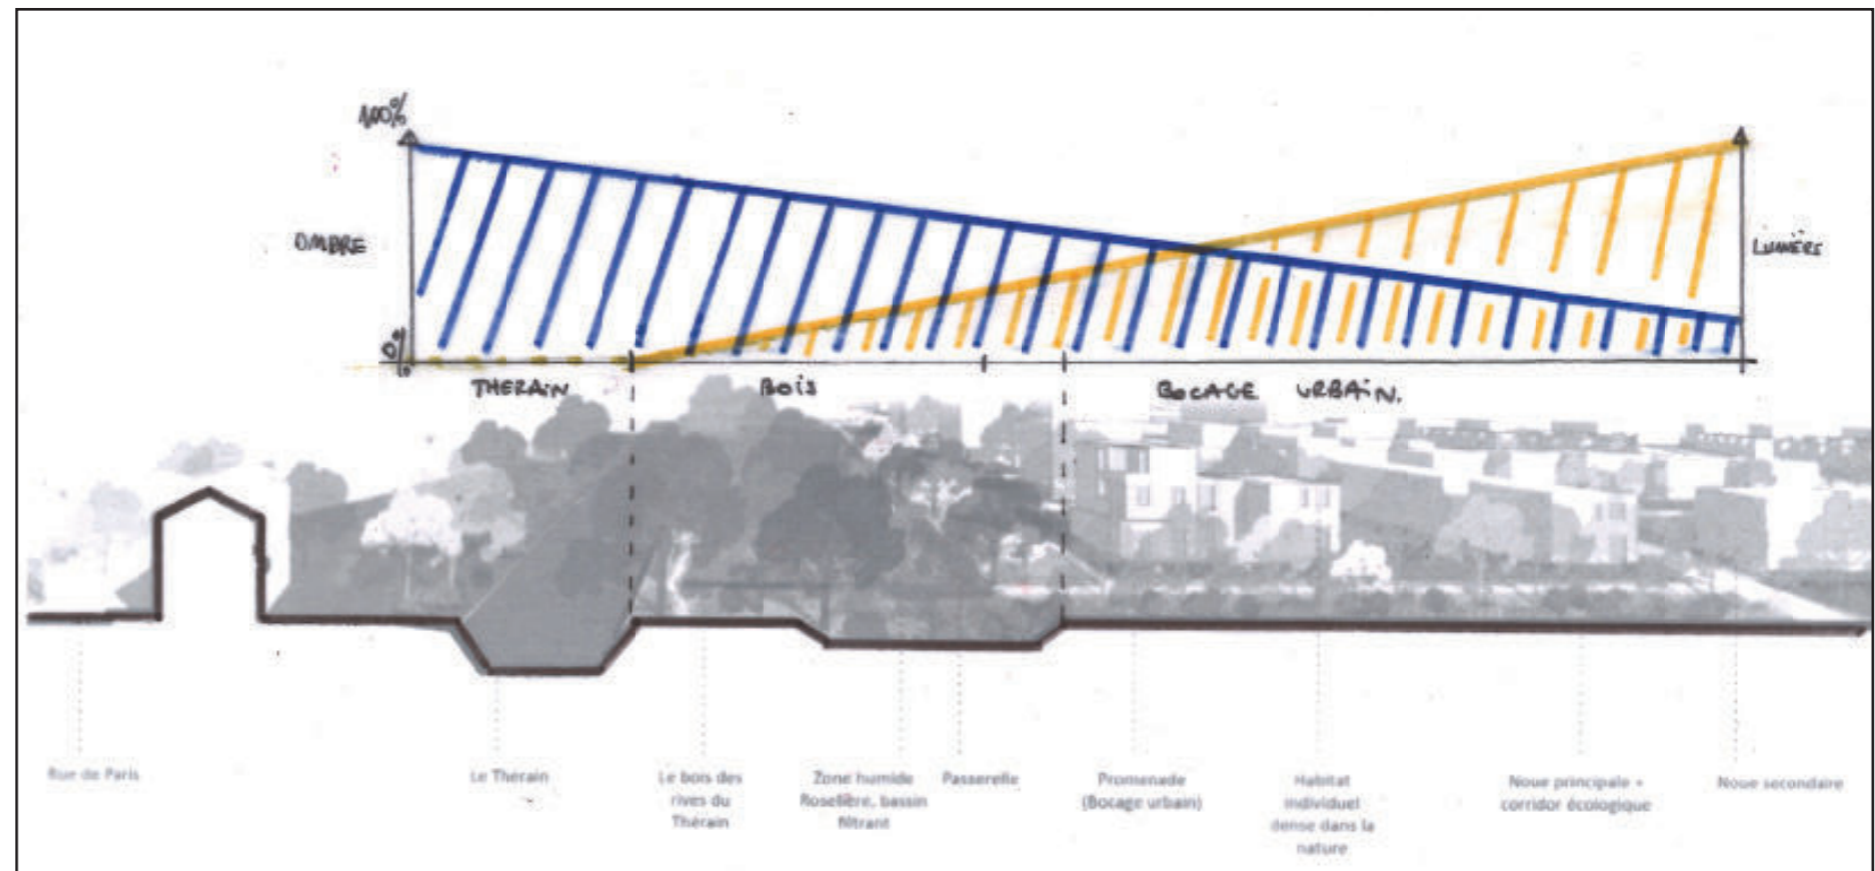 100%
OMBRE
LUMIÈRE
0%
THERAIN
BOIS
BOCAGE URBAIN.
Rue de Paris
Le Thérain
Le bois des
rives du
Thérain
Zone humide
Roselière, bassin
filtrant
Passerelle
Promenade
(Bocage urbain)
Habitat
individuel
dense dans la
nature
Noue principale +
corridor écologique
Noue secondaire